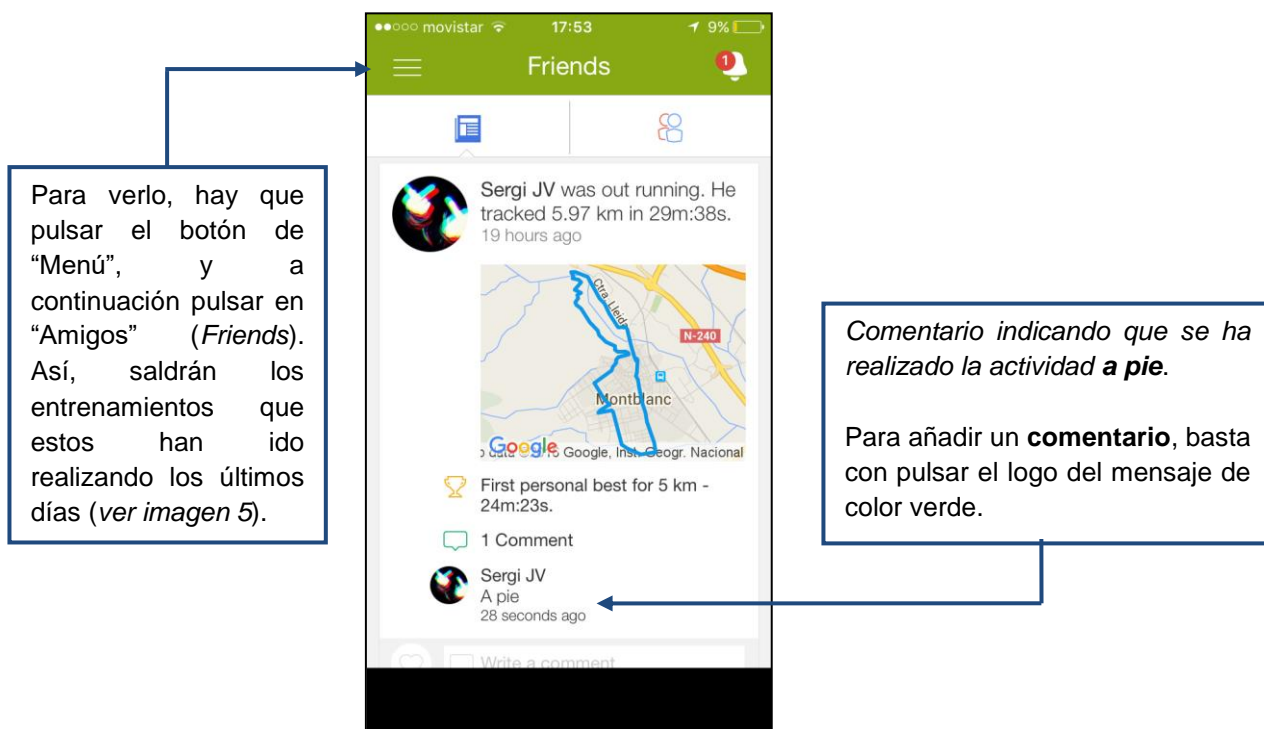 movistar 17:53 9%
Friends 1
Para verlo, hay que
pulsar el botón de
“Menú”, y a
continuación pulsar en
“Amigos” (Friends).
Así, saldrán los
entrenamientos que
estos han ido
realizando los últimos
días (ver imagen 5).
Sergi JV was out running. He
tracked 5.97 km in 29m:38s.
19 hours ago
Ctra. Lleida
N-240
Montblanc
Google
Google, Inst. Geogr. Nacional
First personal best for 5 km -
24m:23s.
1 Comment
Sergi JV
A pie
28 seconds ago
Write a comment
Comentario indicando que se ha
realizado la actividad a pie.
Para añadir un comentario, basta
con pulsar el logo del mensaje de
color verde.